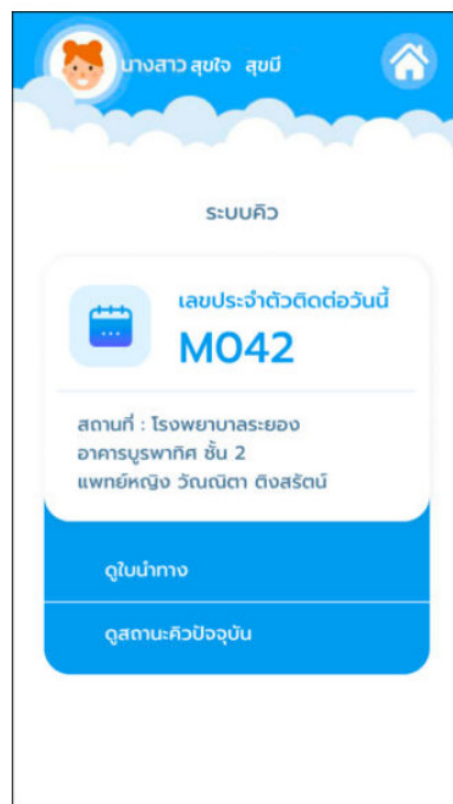 นางสาว สุขใจ สุขมี
ระบบคิว
เลขประจำตัวติดต่อวันนี้
M042
สถานที่ : โรงพยาบาลระยอง
อาคารบูรพาทิศ ชั้น 2
แพทย์หญิง วัณณิตา ติงสรัตน์
ดูใบนำทาง
ดูสถานะคิวปัจจุบัน